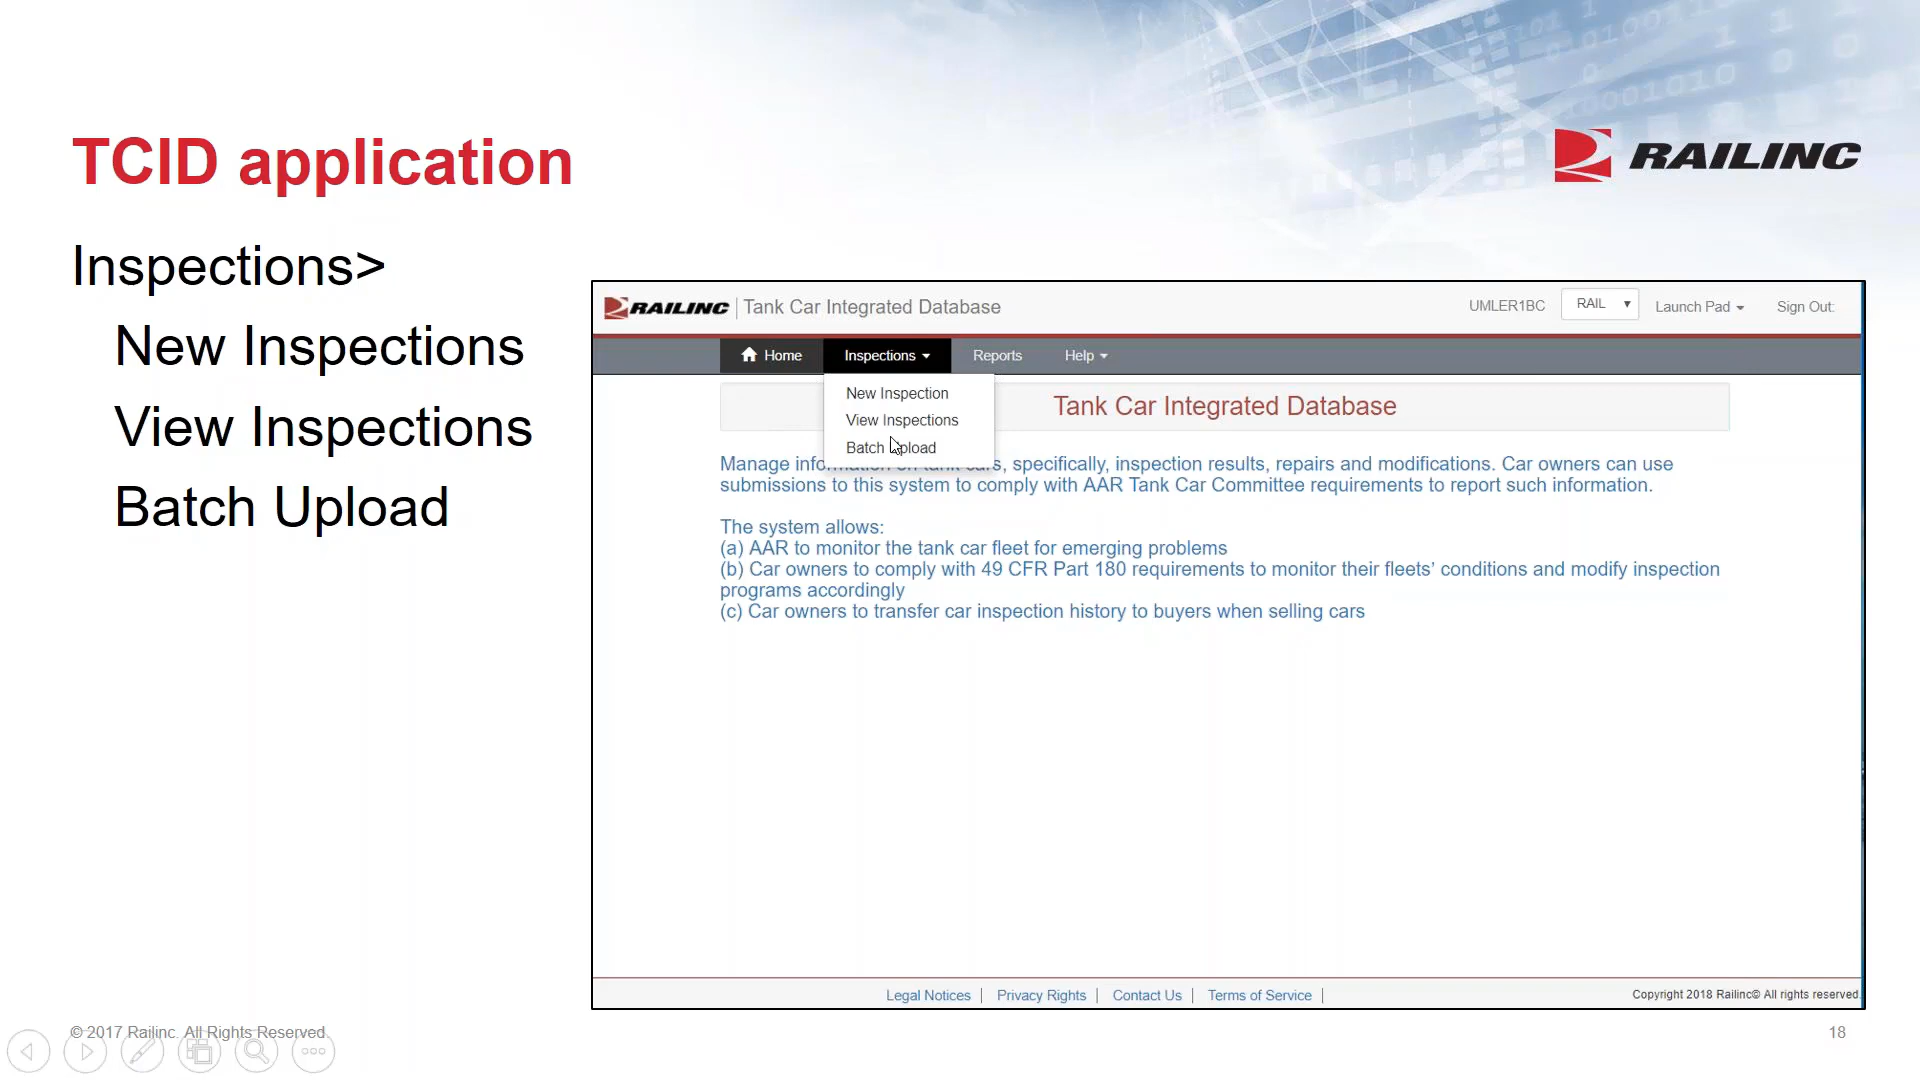 TCID application
RAILINC
Inspections>
New Inspections
View Inspections
Batch Upload
RAILINC Tank Car Integrated Database
UMLER1BC RAIL Launch Pad Sign Out:
Home Inspections Reports Help
New Inspection
View Inspections
Batch Upload
Tank Car Integrated Database
Manage information on tank cars, specifically, inspection results, repairs and modifications. Car owners can use
submissions to this system to comply with AAR Tank Car Committee requirements to report such information.
The system allows:
(a) AAR to monitor the tank car fleet for emerging problems
(b) Car owners to comply with 49 CFR Part 180 requirements to monitor their fleets’ conditions and modify inspection
programs accordingly
(c) Car owners to transfer car inspection history to buyers when selling cars
Legal Notices | Privacy Rights | Contact Us | Terms of Service |
Copyright 2018 Railinc© All rights reserved.
© 2017 Railinc. All Rights Reserved.
18